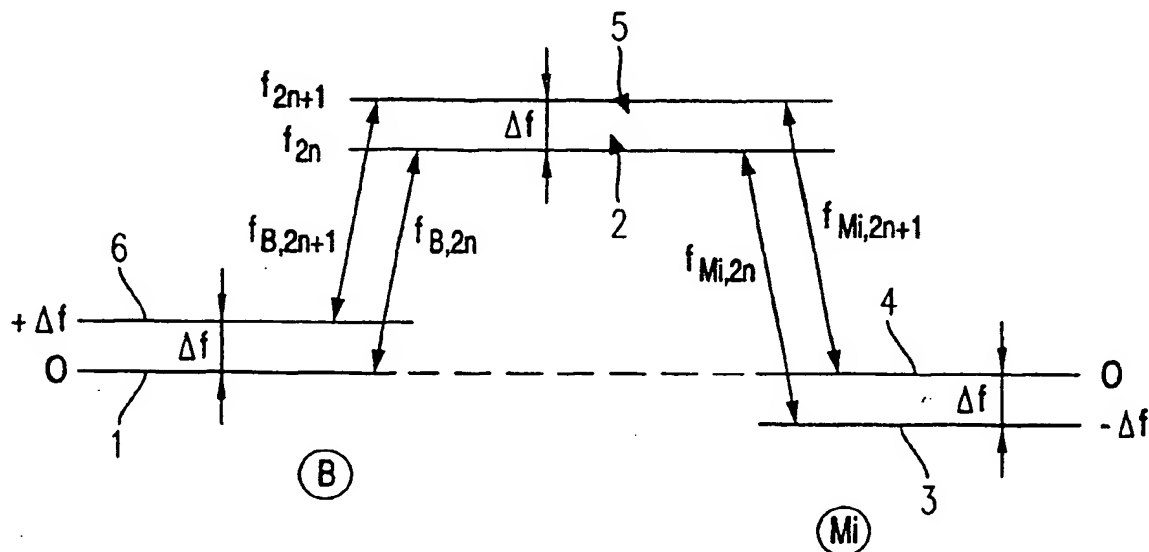 5
f2n+1
Δf
f2n
2
fB,2n+1
fB,2n
fMi,2n
fMi,2n+1
6
4
+ Δf
Δf
0
0
Δf
- Δf
1
3
B
Mi